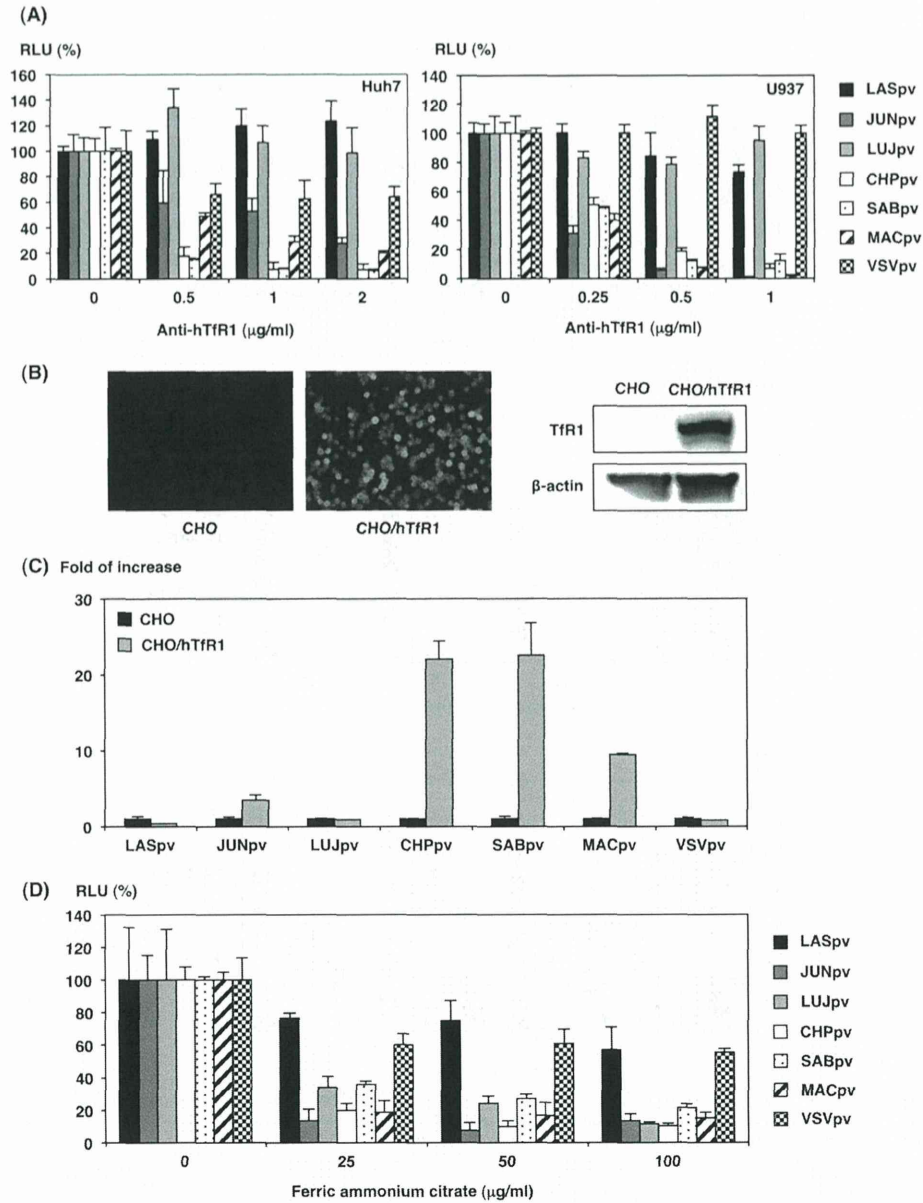 (A)
RLU (%)
160
140
120
100
80
60
40
20
0
Huh7
0
0.5
1
2
Anti-hTfR1 (μg/ml)
RLU (%)
140
120
100
80
60
40
20
0
U937
0
0.25
0.5
1
Anti-hTfR1 (μg/ml)
LASpv
JUNpv
LUJpv
CHPpv
SABpv
MACpv
VSVpv
(B)
CHO
CHO/hTfR1
CHO CHO/hTfR1
TfR1
β-actin
(C) Fold of increase
30
20
10
0
CHO
CHO/hTfR1
LASpv JUNpv LUJpv CHPpv SABpv MACpv VSVpv
(D) RLU (%)
140
120
100
80
60
40
20
0
0
25
50
100
Ferric ammonium citrate (μg/ml)
LASpv
JUNpv
LUJpv
CHPpv
SABpv
MACpv
VSVpv